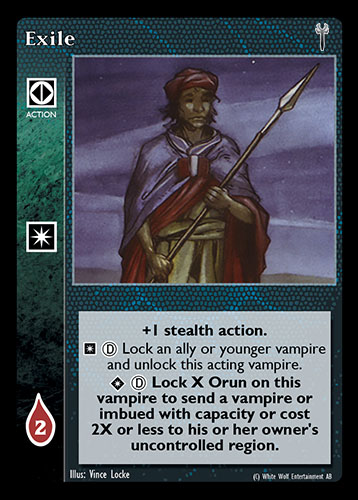 Exile
ACTION
+1 stealth action.
Ⓓ Lock an ally or younger vampire
and unlock this acting vampire.
Ⓓ Lock X Orun on this
vampire to send a vampire or
imbued with capacity or cost
2X or less to his or her owner's
uncontrolled region.
2
Illus: Vince Locke
(C) White Wolf Entertainment AB